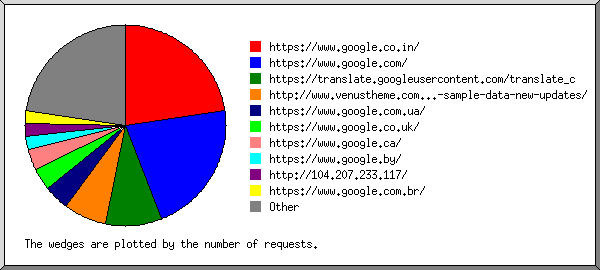 https://www.google.co.in/
https://www.google.com/
https://translate.googleusercontent.com/translate_c
http://www.venustheme.com...-sample-data-new-updates/
https://www.google.com.ua/
https://www.google.co.uk/
https://www.google.ca/
https://www.google.by/
http://104.207.233.117/
https://www.google.com.br/
Other
The wedges are plotted by the number of requests.